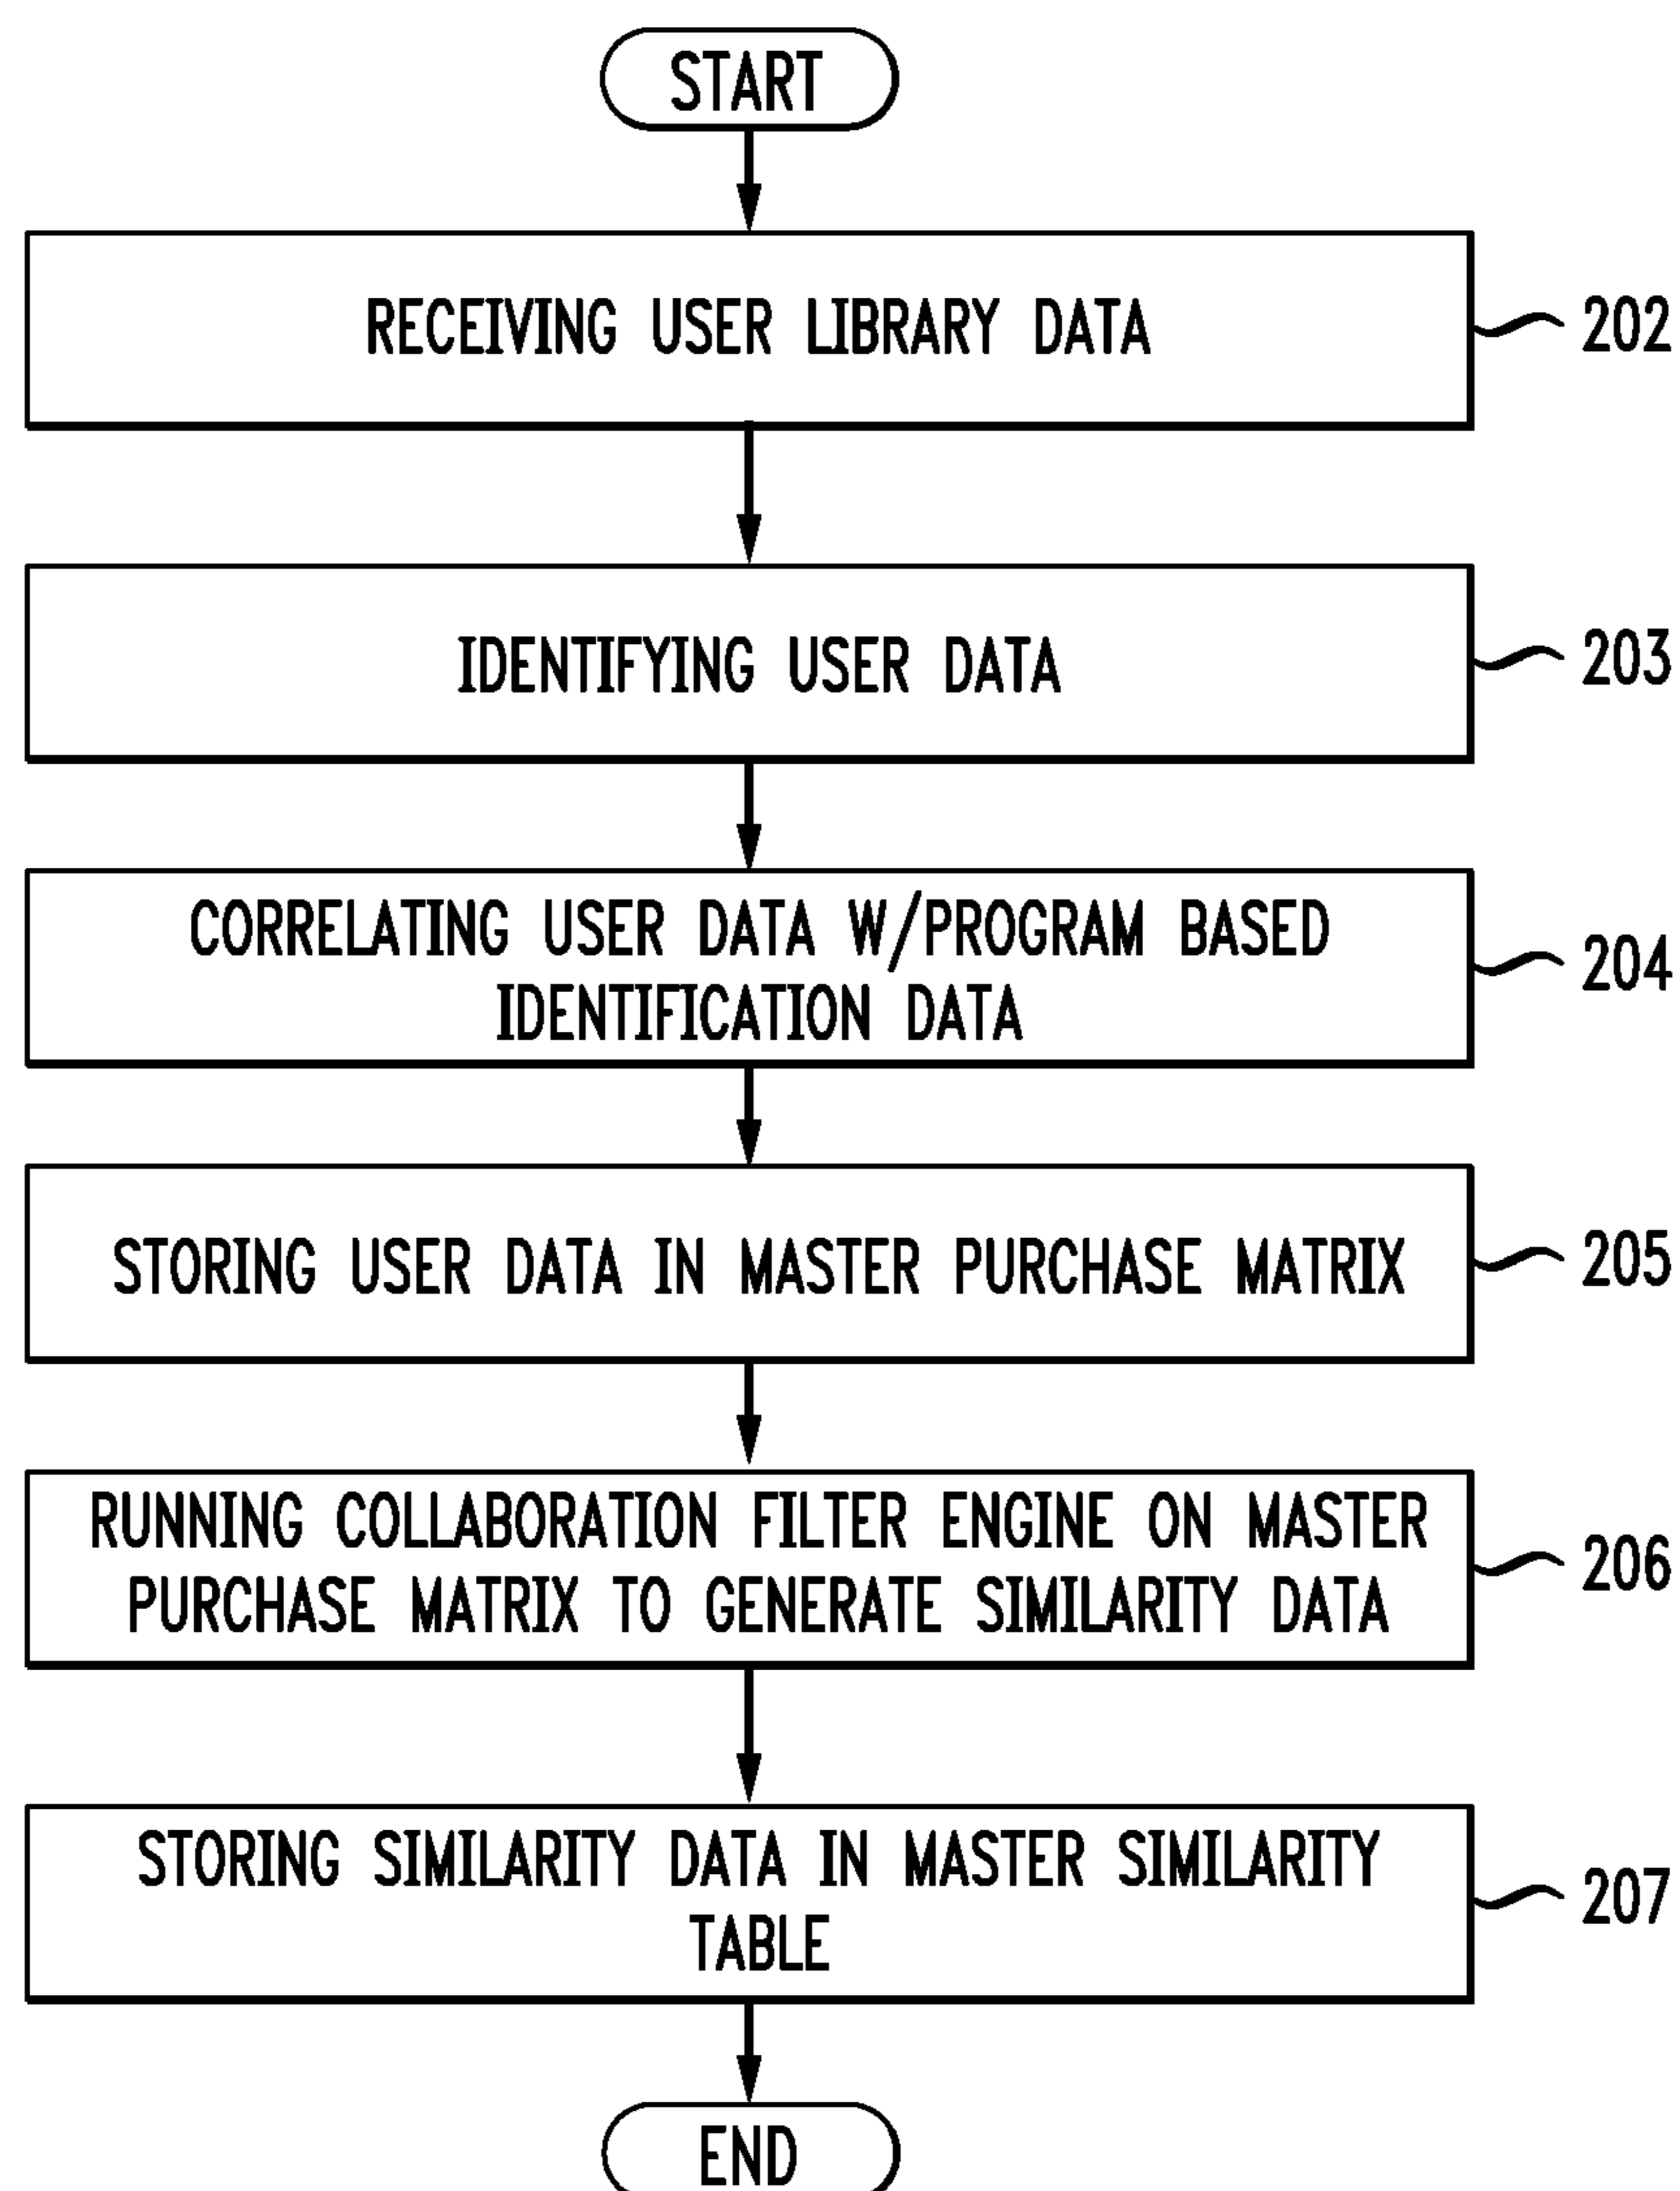 START
RECEIVING USER LIBRARY DATA
202
IDENTIFYING USER DATA
203
CORRELATING USER DATA W/PROGRAM BASED
IDENTIFICATION DATA
204
STORING USER DATA IN MASTER PURCHASE MATRIX
205
RUNNING COLLABORATION FILTER ENGINE ON MASTER
PURCHASE MATRIX TO GENERATE SIMILARITY DATA
206
STORING SIMILARITY DATA IN MASTER SIMILARITY
TABLE
207
END